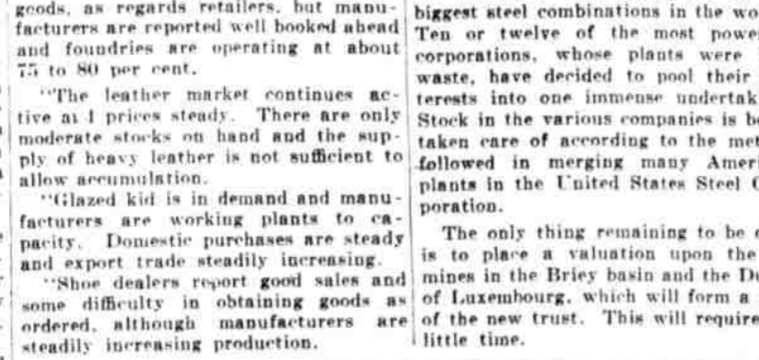 goods, as regards retailers, but manu-
facturers are reported well booked ahead
and foundries are operating at about
75 to 80 per cent.
"The leather market continues ac-
tive and prices steady. There are only
moderate stocks on hand and the sup-
ply of heavy leather is not sufficient to
allow accumulation.
"Glazed kid is in demand and manu-
facturers are working plants to ca-
pacity. Domestic purchases are steady
and export trade steadily increasing.
"Shoe dealers report good sales and
some difficulty in obtaining goods as
ordered, although manufacturers are
steadily increasing production.
biggest steel combinations in the wo
Ten or twelve of the most power
corporations, whose plants were
waste, have decided to pool their
terests into one immense undertak
Stock in the various companies is be
taken care of according to the met
followed in merging many Ameri
plants in the United States Steel C
poration.
The only thing remaining to be d
is to place a valuation upon the
mines in the Briey basin and the Du
of Luxembourg, which will form a
of the new trust. This will require
little time.